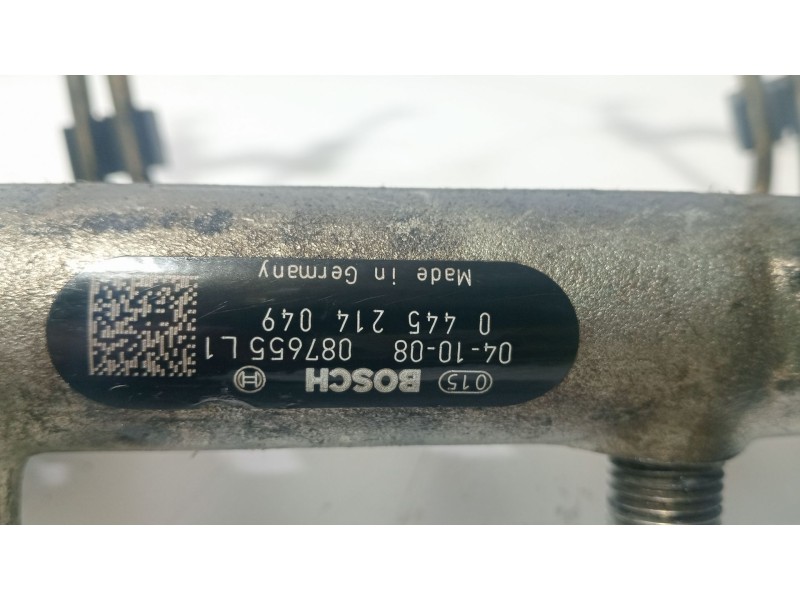 015 BOSCH
04-10-08 087655 L1
0 445 214 049
Made in Germany